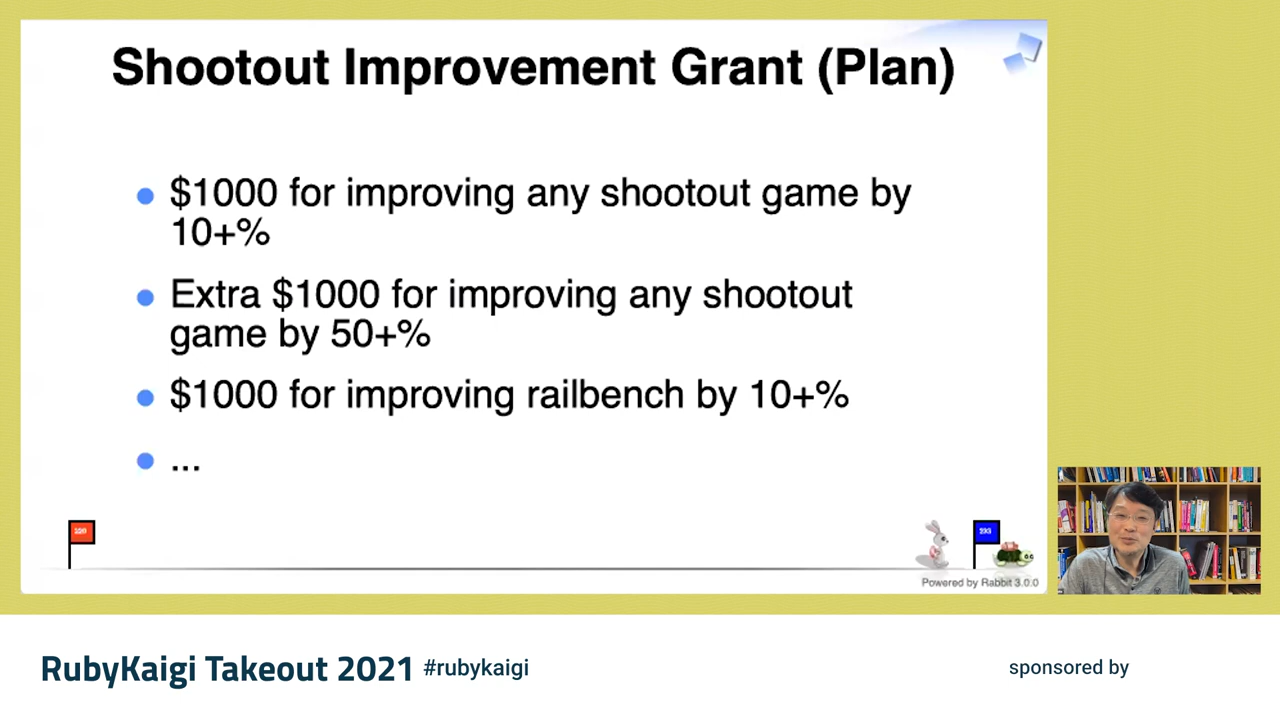 Shootout Improvement Grant (Plan)
$1000 for improving any shootout game by
10+%
Extra $1000 for improving any shootout
game by 50+%
$1000 for improving railbench by 10+%
...
Powered by Rabbit 3.0.0
RubyKaigi Takeout 2021 #rubykaigi
sponsored by